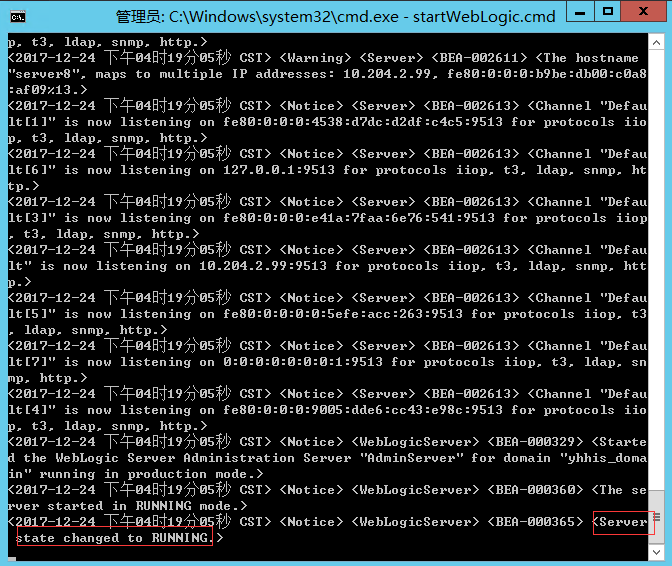 管理员: C:\Windows\system32\cmd.exe - startWebLogic.cmd
p, t3, ldap, snmp, http.>
<2017-12-24 下午04时19分05秒 CST> <Warning> <Server> <BEA-002611> <The hostname
"server8", maps to multiple IP addresses: 10.204.2.99, fe80:0:0:0:b9be:db00:c0a8
:af09%13.>
<2017-12-24 下午04时19分05秒 CST> <Notice> <Server> <BEA-002613> <Channel "Defau
lt[1]" is now listening on fe80:0:0:0:4538:d7dc:d2df:c4c5:9513 for protocols iio
p, t3, ldap, snmp, http.>
<2017-12-24 下午04时19分05秒 CST> <Notice> <Server> <BEA-002613> <Channel "Defau
lt[6]" is now listening on 127.0.0.1:9513 for protocols iiop, t3, ldap, snmp, ht
tp.>
<2017-12-24 下午04时19分05秒 CST> <Notice> <Server> <BEA-002613> <Channel "Defau
lt[3]" is now listening on fe80:0:0:0:e41a:7faa:6e76:541:9513 for protocols iiop
, t3, ldap, snmp, http.>
<2017-12-24 下午04时19分05秒 CST> <Notice> <Server> <BEA-002613> <Channel "Defau
lt" is now listening on 10.204.2.99:9513 for protocols iiop, t3, ldap, snmp, htt
p.>
<2017-12-24 下午04时19分05秒 CST> <Notice> <Server> <BEA-002613> <Channel "Defau
lt[5]" is now listening on fe80:0:0:0:0:5efe:acc:263:9513 for protocols iiop, t3
, ldap, snmp, http.>
<2017-12-24 下午04时19分05秒 CST> <Notice> <Server> <BEA-002613> <Channel "Defau
lt[7]" is now listening on 0:0:0:0:0:0:0:1:9513 for protocols iiop, t3, ldap, sn
mp, http.>
<2017-12-24 下午04时19分05秒 CST> <Notice> <Server> <BEA-002613> <Channel "Defau
lt[4]" is now listening on fe80:0:0:0:9005:dde6:cc43:e98c:9513 for protocols iio
p, t3, ldap, snmp, http.>
<2017-12-24 下午04时19分05秒 CST> <Notice> <WebLogicServer> <BEA-000329> <Starte
d the WebLogic Server Administration Server "AdminServer" for domain "yhhis_doma
in" running in production mode.>
<2017-12-24 下午04时19分05秒 CST> <Notice> <WebLogicServer> <BEA-000360> <The se
rver started in RUNNING mode.>
<2017-12-24 下午04时19分05秒 CST> <Notice> <WebLogicServer> <BEA-000365> <Server
state changed to RUNNING.>